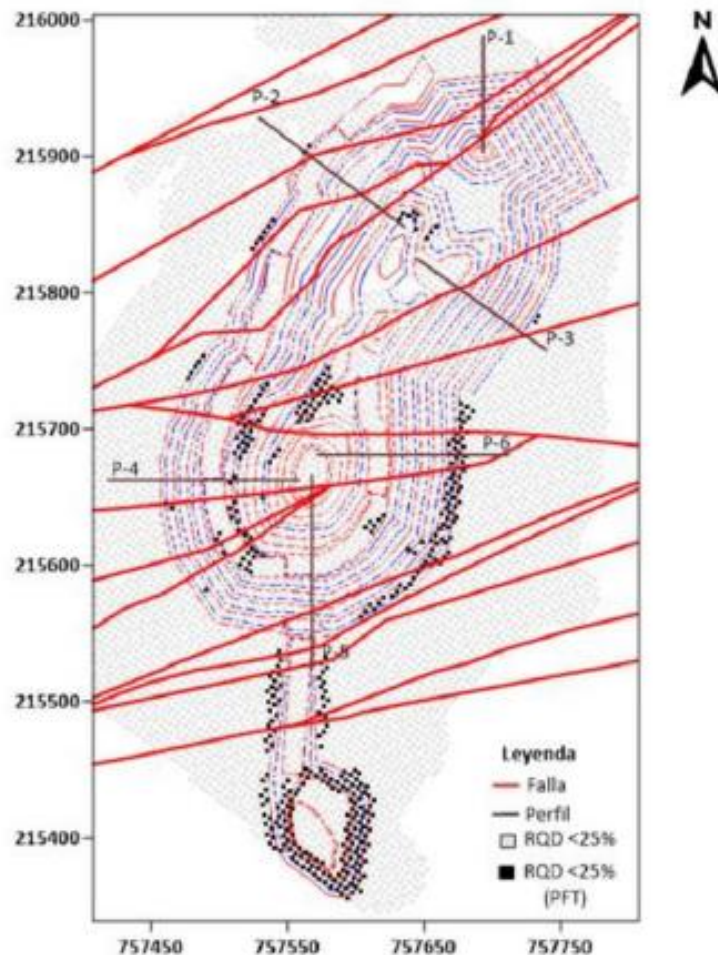 216000
N
P-1
P-2
215900
215800
P-3
215700
P-6
P-4
215600
P-5
215500
Leyenda
Falla
Perfil
RQD <25%
215400
RQD <25%
(PFT)
757450 757550 757650 757750